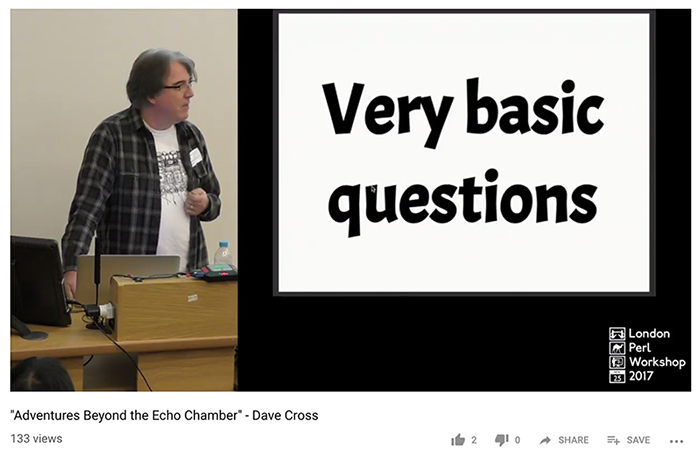 Very basic
questions
London
Perl
Workshop
2017
"Adventures Beyond the Echo Chamber" - Dave Cross
133 views
2
0
SHARE
SAVE